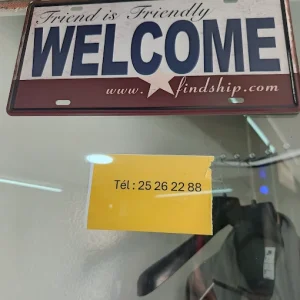 Friend is Friendly
WELCOME
www.★findship.com
Tél : 25 26 22 88